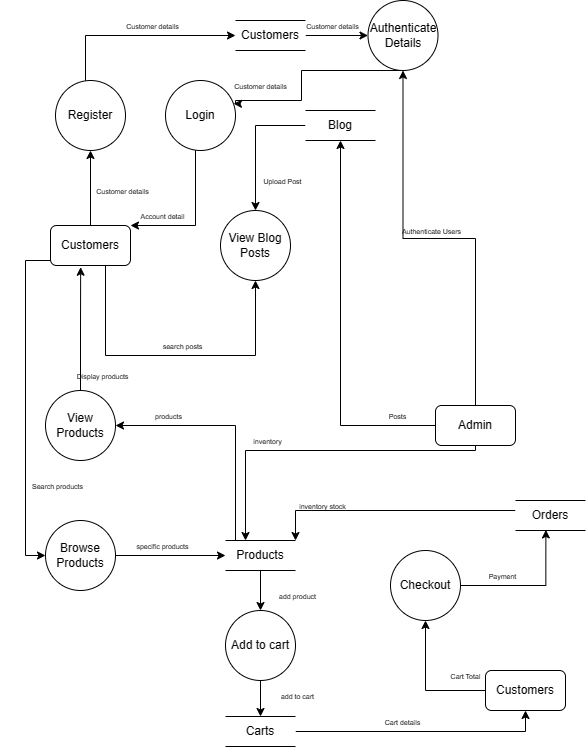 Customer details
Customer details
Customers
Authenticate
Details
Customer details
Register
Login
Blog
Upload Post
Customer details
Account detail
Authenticate Users
Customers
View Blog
Posts
search posts
Display products
View
Products
products
Posts
Admin
inventory
Search products
inventory stock
Orders
Browse
Products
specific products
Products
Checkout
Payment
add product
Add to cart
Cart Total
Customers
add to cart
Carts
Cart details